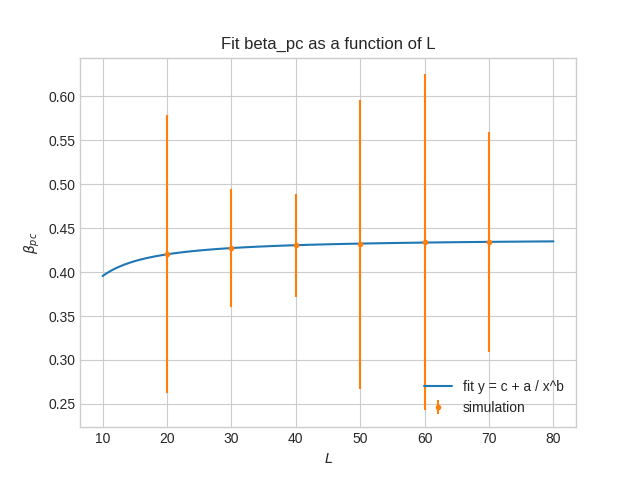 Fit beta_pc as a function of L
0.60
0.55
0.50
0.45
0.40
0.35
0.30
0.25
β_pc
fit y = c + a / x^b
simulation
10 20 30 40 50 60 70 80
L